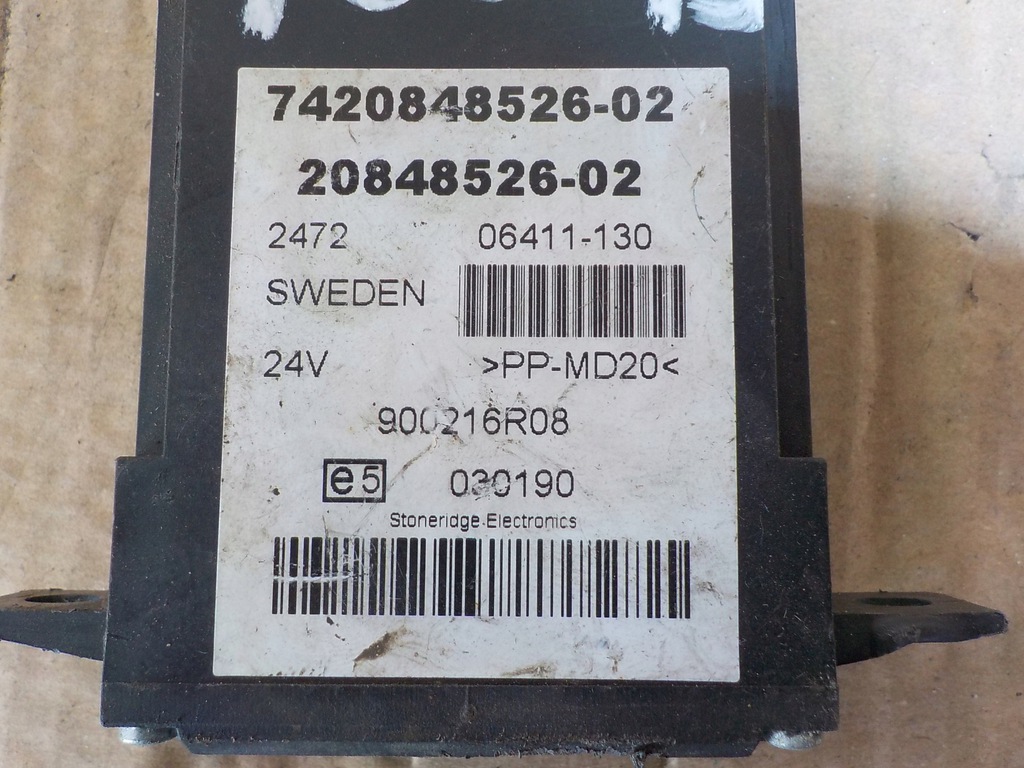 7420848526-02
20848526-02
2472 06411-130
SWEDEN
24V >PP-MD20<
900216R08
e5 030190
Stoneridge Electronics